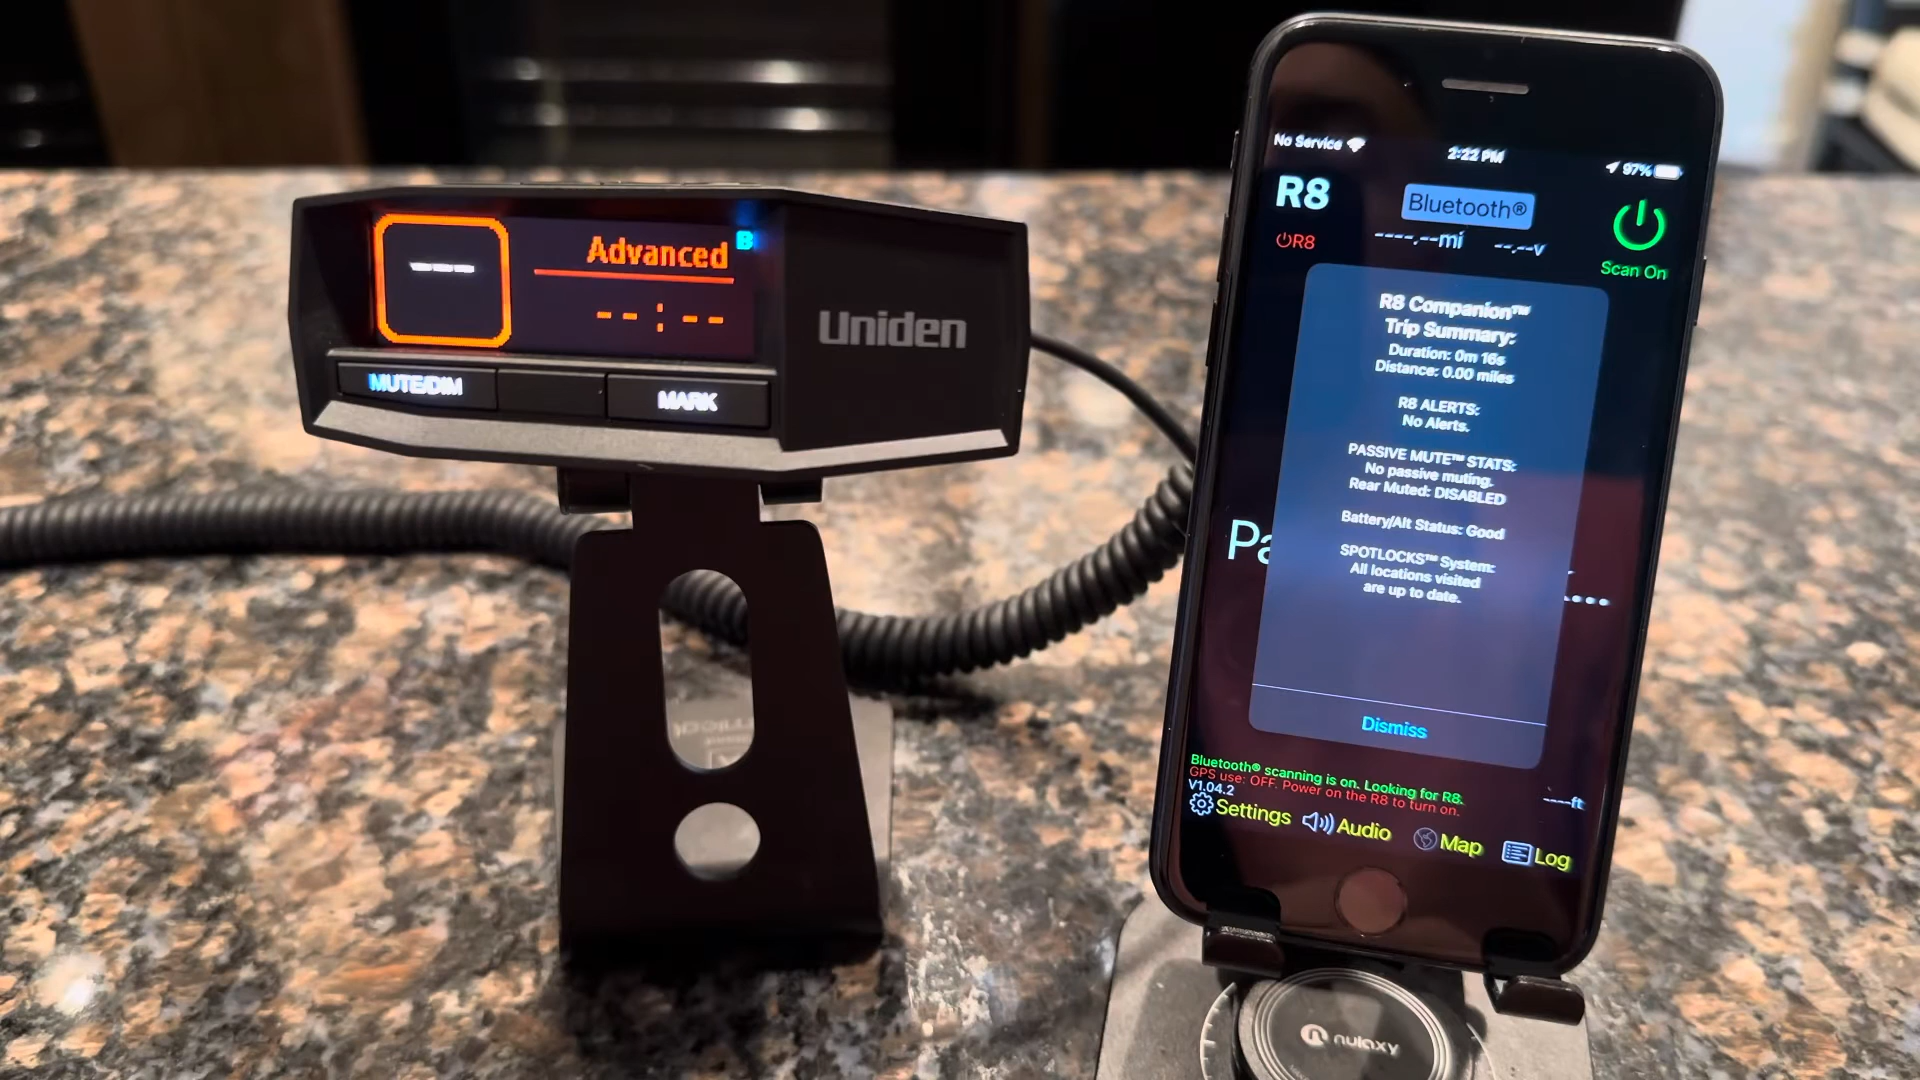 Advanced
B
--:--
Uniden
MUTE/DIM
MARK
No Service
2:22 PM
97%
R8
Bluetooth®
R8
----.--mi
--.--v
Scan On
R8 Companion™
Trip Summary:
Duration: 0m 16s
Distance: 0.00 miles
R8 ALERTS:
No Alerts.
PASSIVE MUTE™ STATS:
No passive muting.
Rear Muted: DISABLED
Battery/Alt Status: Good
SPOTLOCKS™ System:
All locations visited
are up to date.
Pa
Dismiss
Bluetooth® scanning is on. Looking for R8.
GPS use: OFF. Power on the R8 to turn on.
V1.04.2
----ft
Settings
Audio
Map
Log
nulaxy